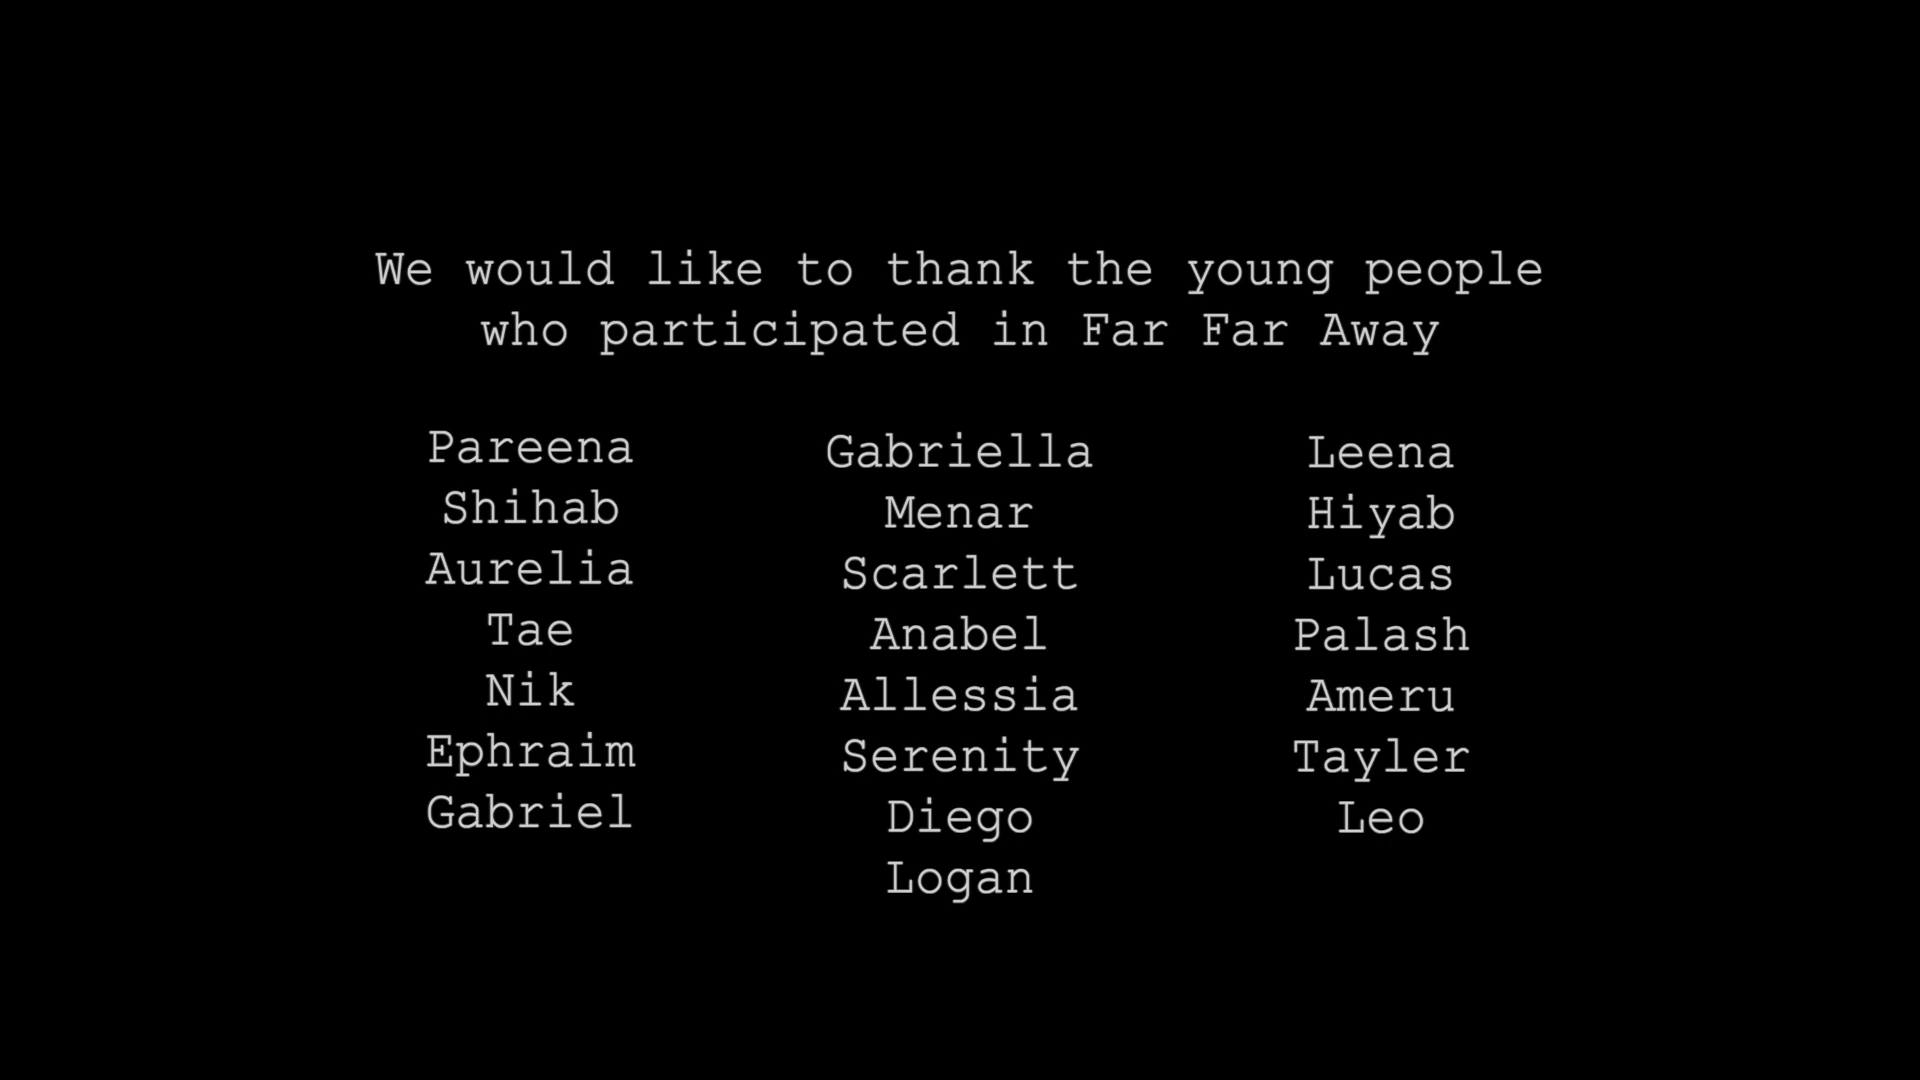 We would like to thank the young people
who participated in Far Far Away
Pareena
Shihab
Aurelia
Tae
Nik
Ephraim
Gabriel
Gabriella
Menar
Scarlett
Anabel
Allessia
Serenity
Diego
Logan
Leena
Hiyab
Lucas
Palash
Ameru
Tayler
Leo